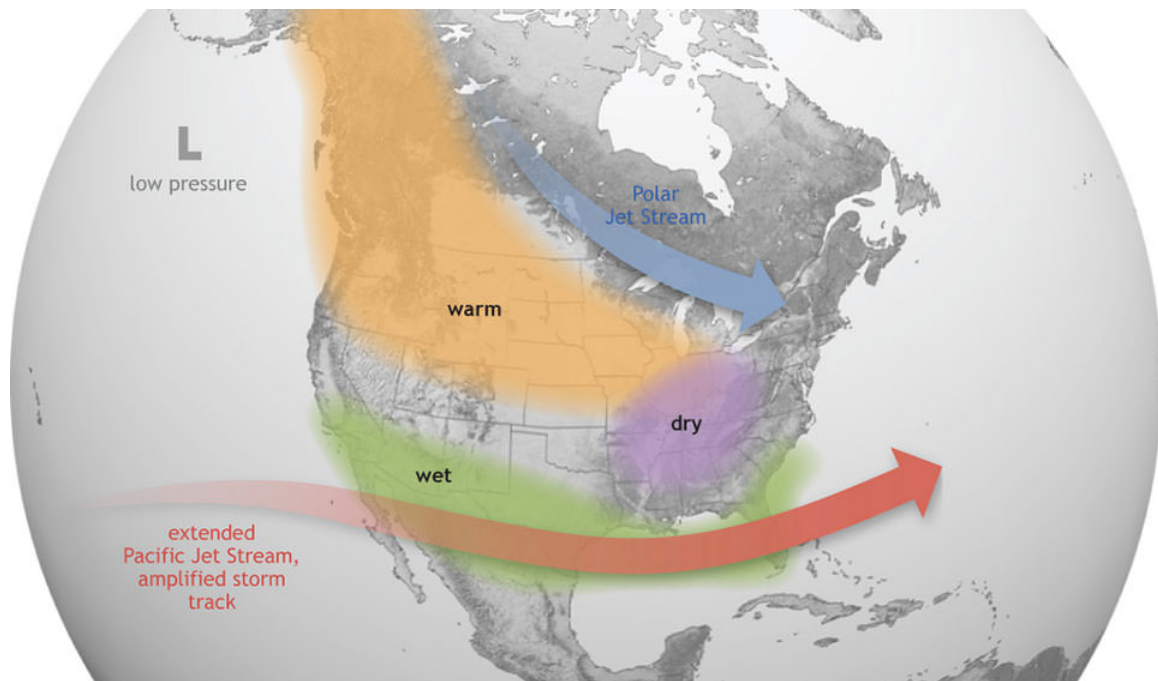 L
low pressure
Polar
Jet Stream
warm
dry
wet
extended
Pacific Jet Stream,
amplified storm
track